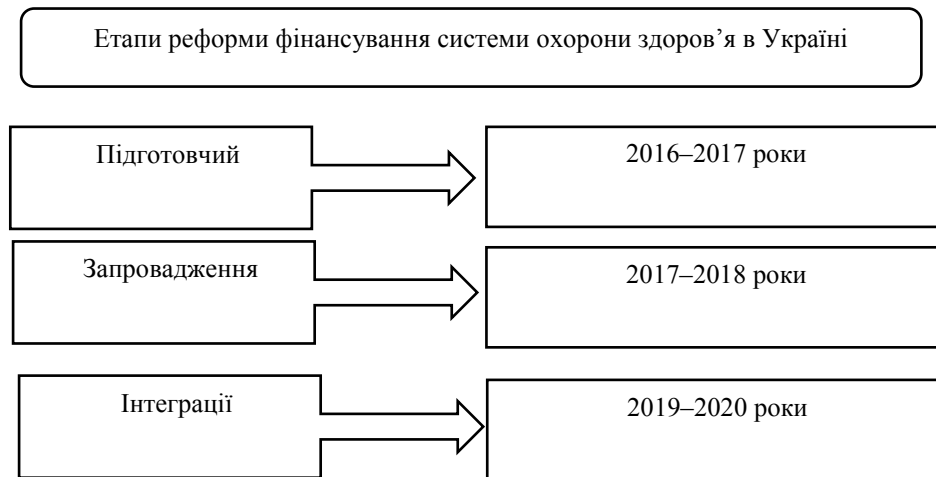 Етапи реформи фінансування системи охорони здоров’я в Україні
Підготовчий
2016–2017 роки
Запровадження
2017–2018 роки
Інтеграції
2019–2020 роки